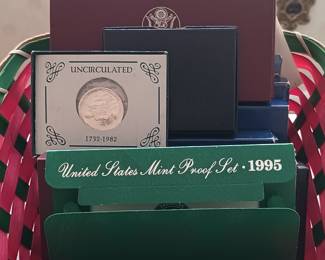 UNCIRCULATED
1732-1982
United States Mint Proof Set · 1995